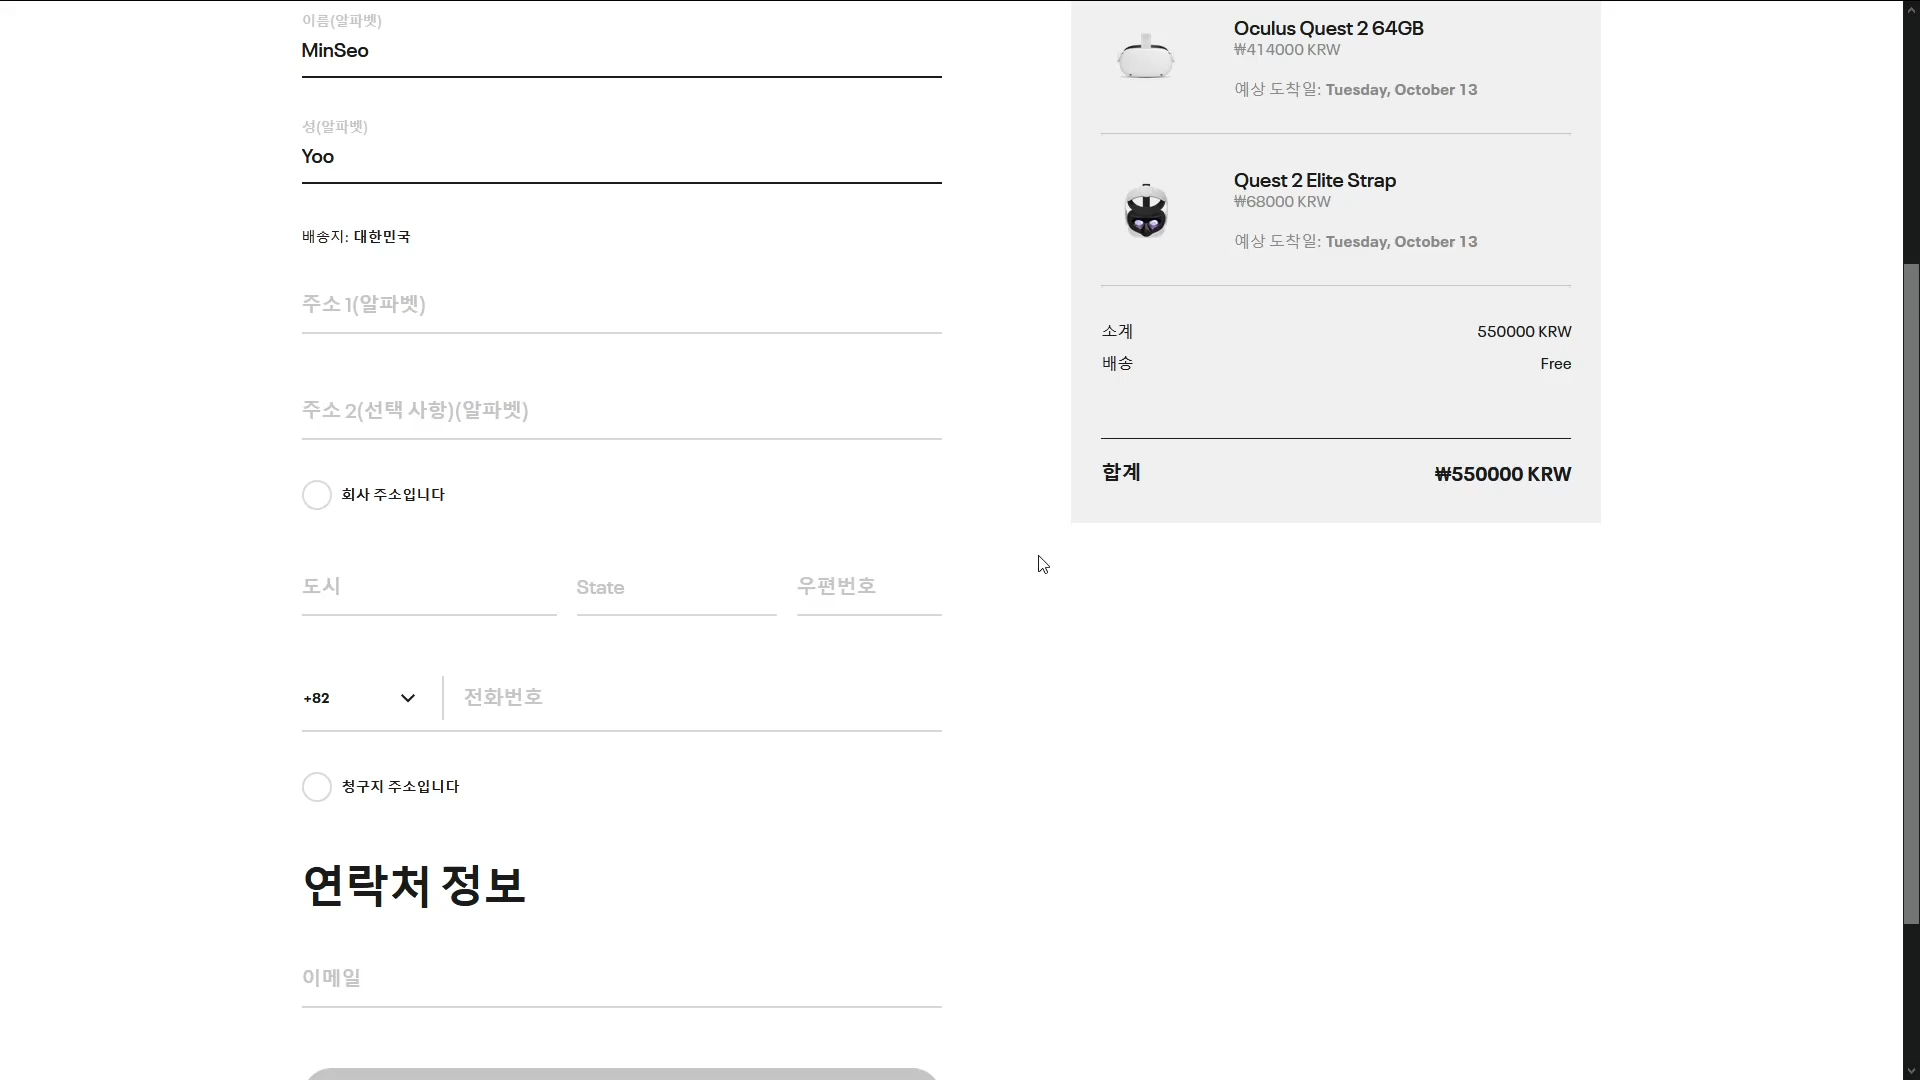 이름(알파벳)
MinSeo
성(알파벳)
Yoo
배송지: 대한민국
주소 1(알파벳)
주소 2(선택 사항)(알파벳)
회사 주소입니다
도시
State
우편번호
+82
전화번호
청구지 주소입니다
연락처 정보
이메일
Oculus Quest 2 64GB
₩414000 KRW
예상 도착일: Tuesday, October 13
Quest 2 Elite Strap
₩68000 KRW
예상 도착일: Tuesday, October 13
소계 550000 KRW
배송 Free
합계 ₩550000 KRW